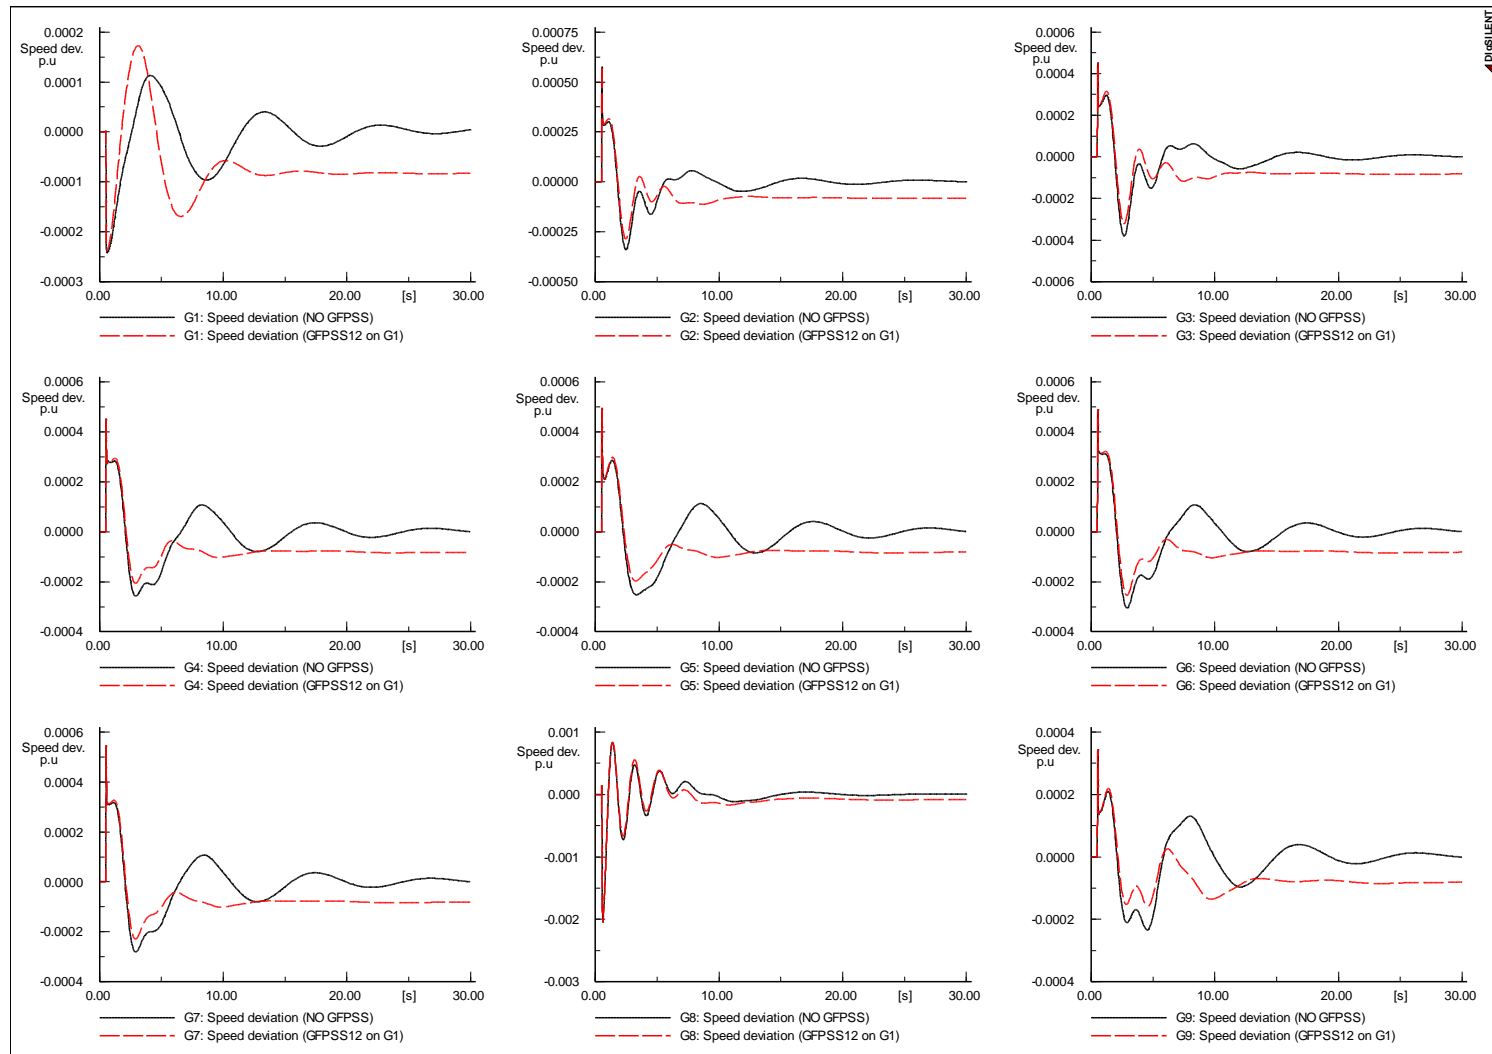 DIgSILENT
0.0002
Speed dev.
p.u
0.0001
0.0000
-0.0001
-0.0002
-0.0003
0.00
10.00
20.00
[s]
30.00
G1: Speed deviation (NO GFPSS)
G1: Speed deviation (GFPSS12 on G1)
0.00075
Speed dev.
p.u
0.00050
0.00025
0.00000
-0.00025
-0.00050
0.00
10.00
20.00
[s]
30.00
G2: Speed deviation (NO GFPSS)
G2: Speed deviation (GFPSS12 on G1)
0.0006
Speed dev.
p.u
0.0004
0.0002
0.0000
-0.0002
-0.0004
-0.0006
0.00
10.00
20.00
[s]
30.00
G3: Speed deviation (NO GFPSS)
G3: Speed deviation (GFPSS12 on G1)
0.0006
Speed dev.
p.u
0.0004
0.0002
0.0000
-0.0002
-0.0004
0.00
10.00
20.00
[s]
30.00
G4: Speed deviation (NO GFPSS)
G4: Speed deviation (GFPSS12 on G1)
0.0006
Speed dev.
p.u
0.0004
0.0002
0.0000
-0.0002
-0.0004
0.00
10.00
20.00
[s]
30.00
G5: Speed deviation (NO GFPSS)
G5: Speed deviation (GFPSS12 on G1)
0.0006
Speed dev.
p.u
0.0004
0.0002
0.0000
-0.0002
-0.0004
0.00
10.00
20.00
[s]
30.00
G6: Speed deviation (NO GFPSS)
G6: Speed deviation (GFPSS12 on G1)
0.0006
Speed dev.
p.u
0.0004
0.0002
0.0000
-0.0002
-0.0004
0.00
10.00
20.00
[s]
30.00
G7: Speed deviation (NO GFPSS)
G7: Speed deviation (GFPSS12 on G1)
0.001
Speed dev.
p.u
0.000
-0.001
-0.002
-0.003
0.00
10.00
20.00
[s]
30.00
G8: Speed deviation (NO GFPSS)
G8: Speed deviation (GFPSS12 on G1)
0.0004
Speed dev.
p.u
0.0002
0.0000
-0.0002
-0.0004
0.00
10.00
20.00
[s]
30.00
G9: Speed deviation (NO GFPSS)
G9: Speed deviation (GFPSS12 on G1)